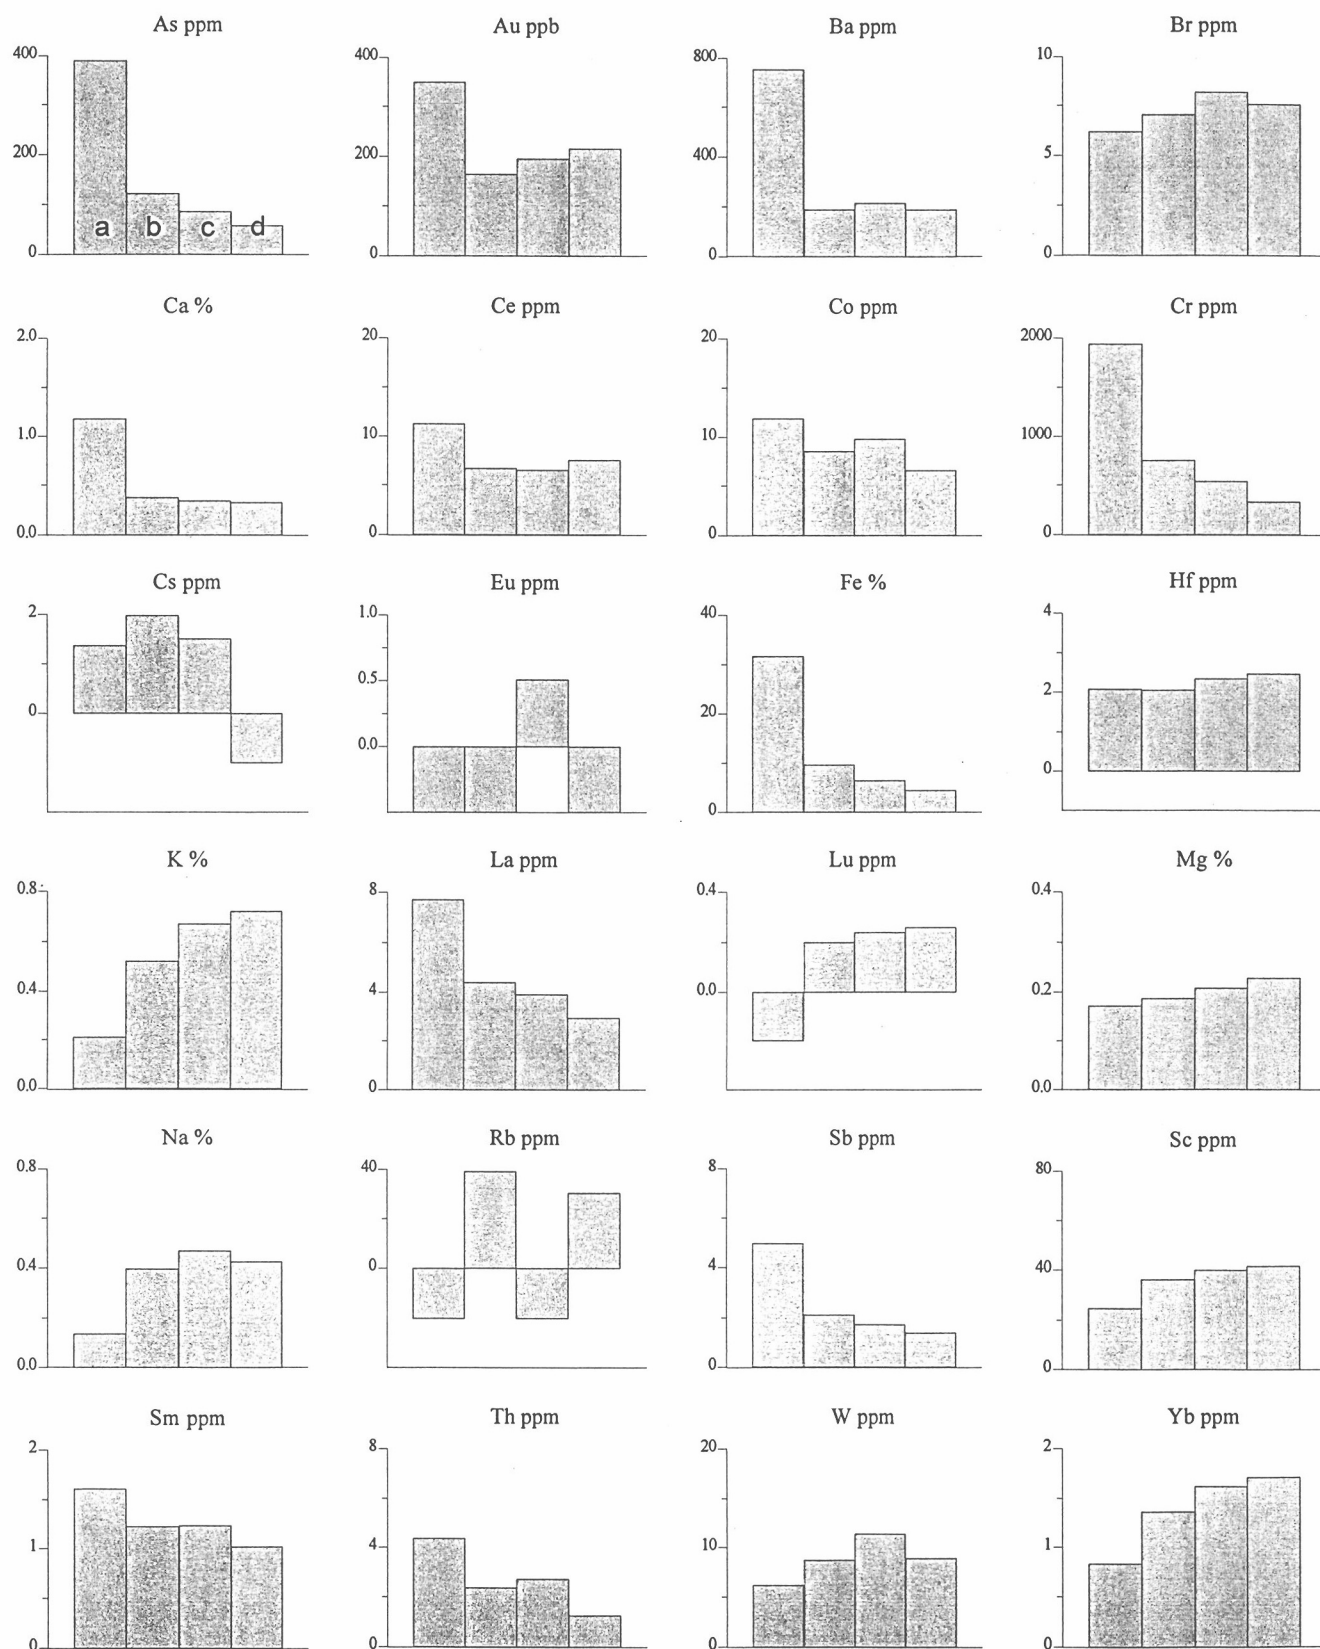 As ppm
Au ppb
Ba ppm
Br ppm
400
200
0
a b c d
400
200
0
800
400
0
10
5
0
Ca %
Ce ppm
Co ppm
Cr ppm
2.0
1.0
0.0
20
10
0
20
10
0
2000
1000
0
Cs ppm
Eu ppm
Fe %
Hf ppm
2
0
1.0
0.5
0.0
40
20
0
4
2
0
K %
La ppm
Lu ppm
Mg %
0.8
0.4
0.0
8
4
0
0.4
0.0
0.4
0.2
0.0
Na %
Rb ppm
Sb ppm
Sc ppm
0.8
0.4
0.0
40
0
8
4
0
80
40
0
Sm ppm
Th ppm
W ppm
Yb ppm
2
1
0
8
4
0
20
10
0
2
1
0